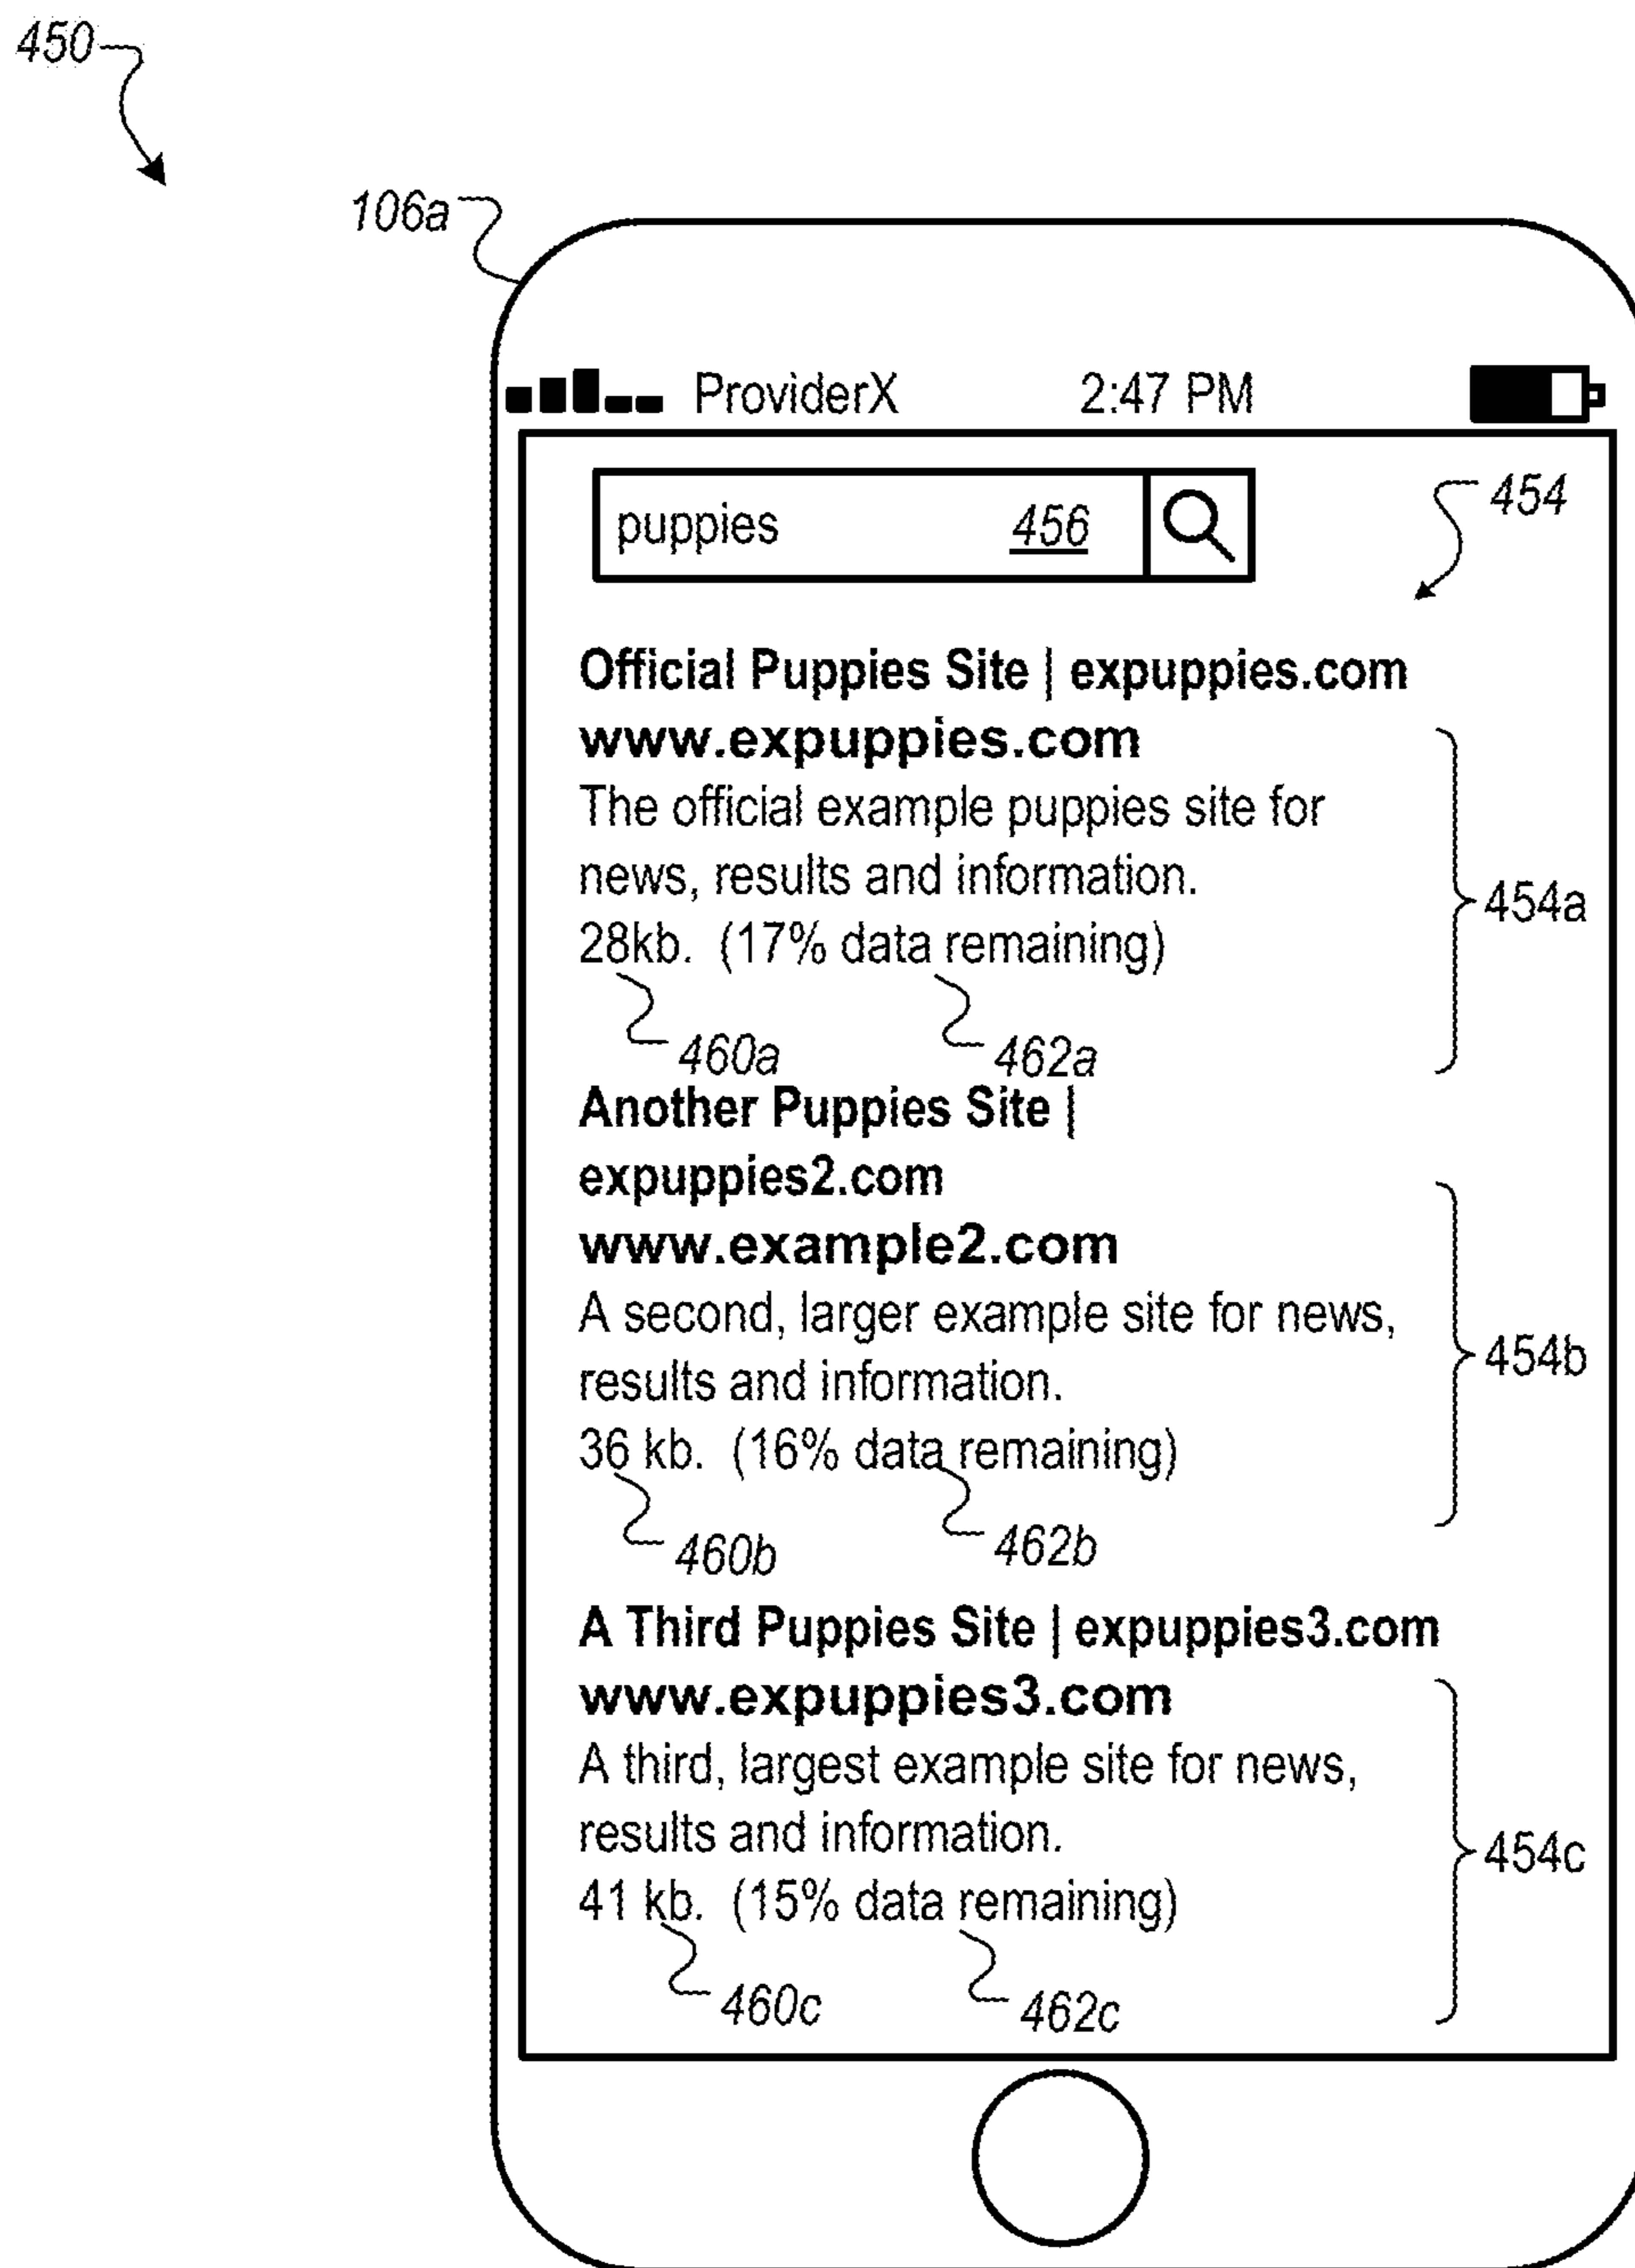 450
106a
ProviderX 2:47 PM
puppies 456
454
Official Puppies Site | expuppies.com
www.expuppies.com
The official example puppies site for
news, results and information.
454a
28kb. (17% data remaining)
460a 462a
Another Puppies Site |
expuppies2.com
www.example2.com
A second, larger example site for news,
454b
results and information.
36 kb. (16% data remaining)
460b 462b
A Third Puppies Site | expuppies3.com
www.expuppies3.com
A third, largest example site for news,
results and information.
454c
41 kb. (15% data remaining)
460c 462c